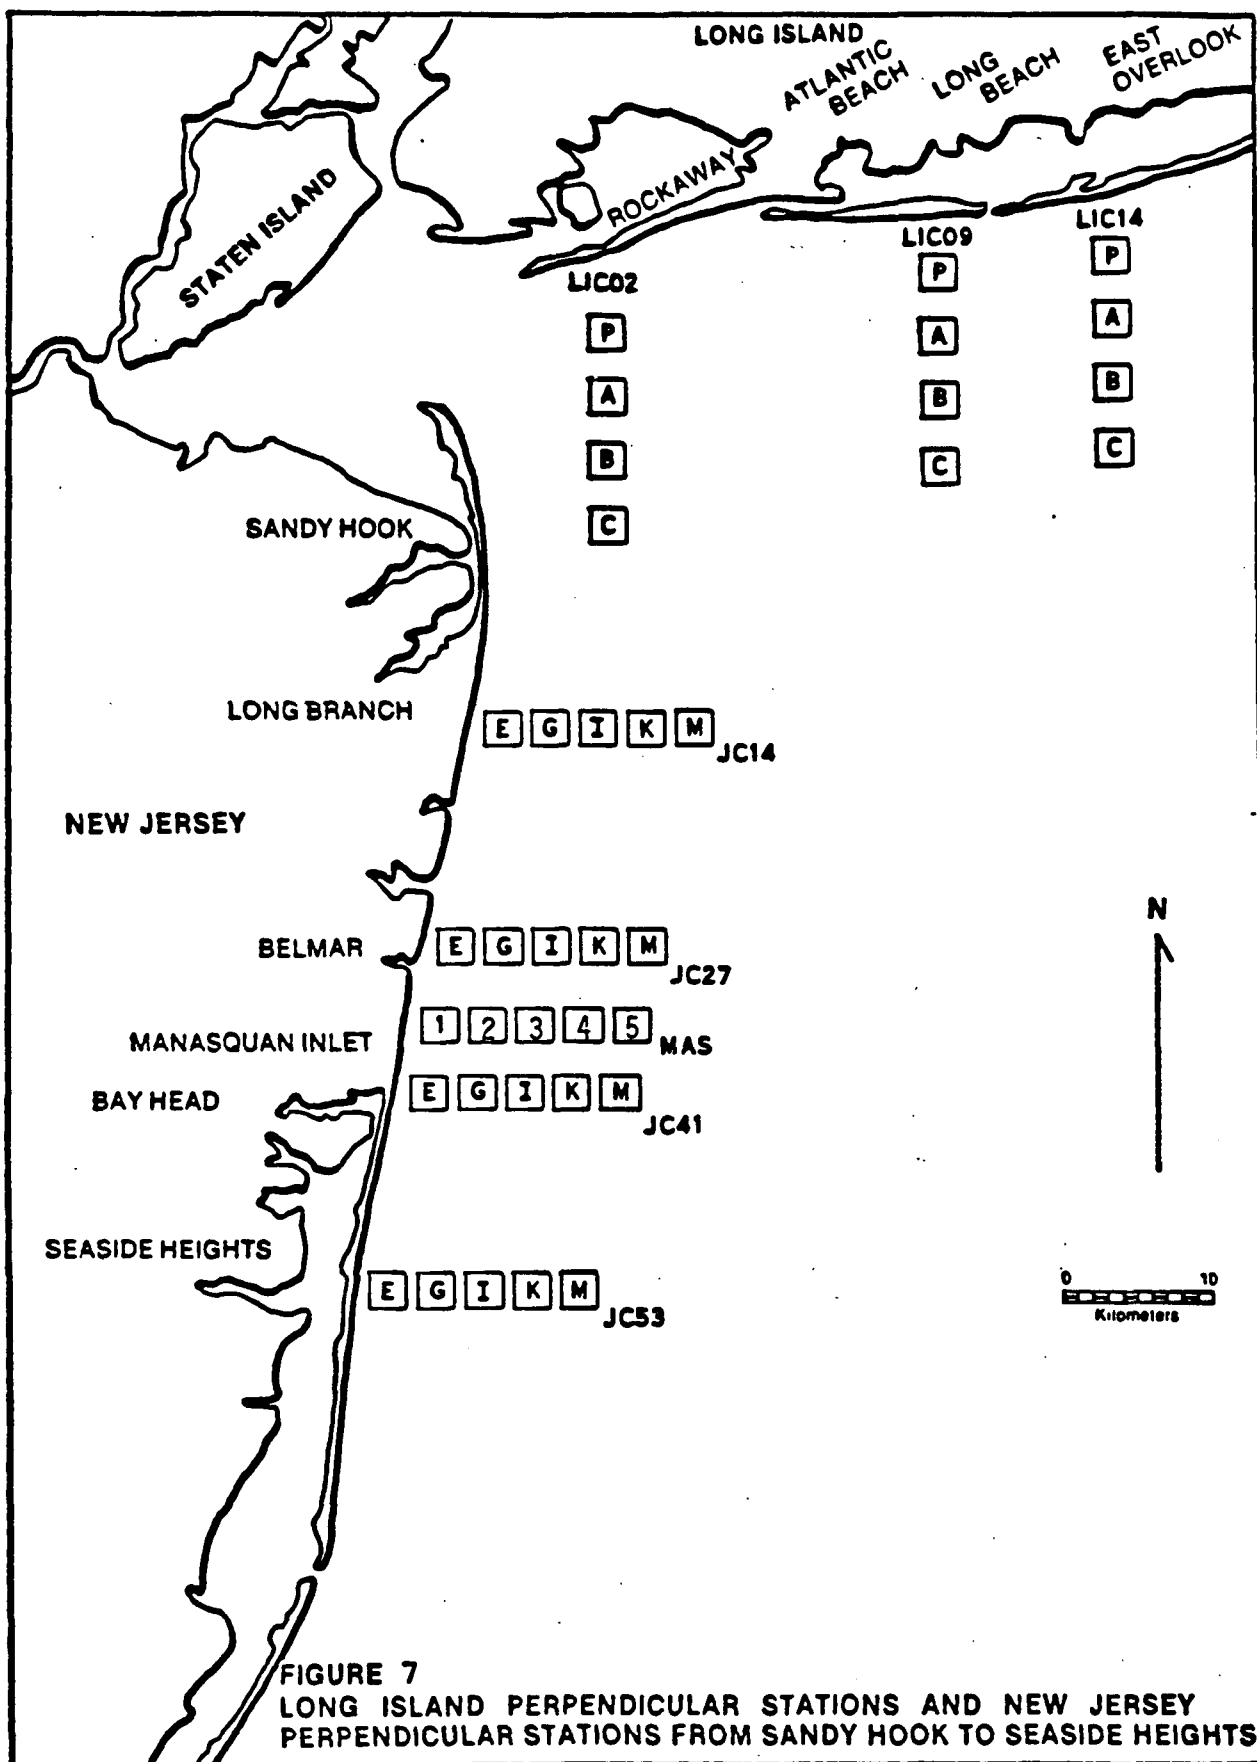 LONG ISLAND
ATLANTIC
BEACH
LONG
BEACH
EAST
OVERLOOK
STATEN ISLAND
ROCKAWAY
LIC02
P
A
B
C
LIC09
P
A
B
C
LIC14
P
A
B
C
SANDY HOOK
LONG BRANCH
E G I K M
JC14
NEW JERSEY
N
BELMAR
E G I K M
JC27
MANASQUAN INLET
1 2 3 4 5
MAS
BAY HEAD
E G I K M
JC41
SEASIDE HEIGHTS
E G I K M
JC53
0 10
Kilometers
FIGURE 7
LONG ISLAND PERPENDICULAR STATIONS AND NEW JERSEY
PERPENDICULAR STATIONS FROM SANDY HOOK TO SEASIDE HEIGHTS